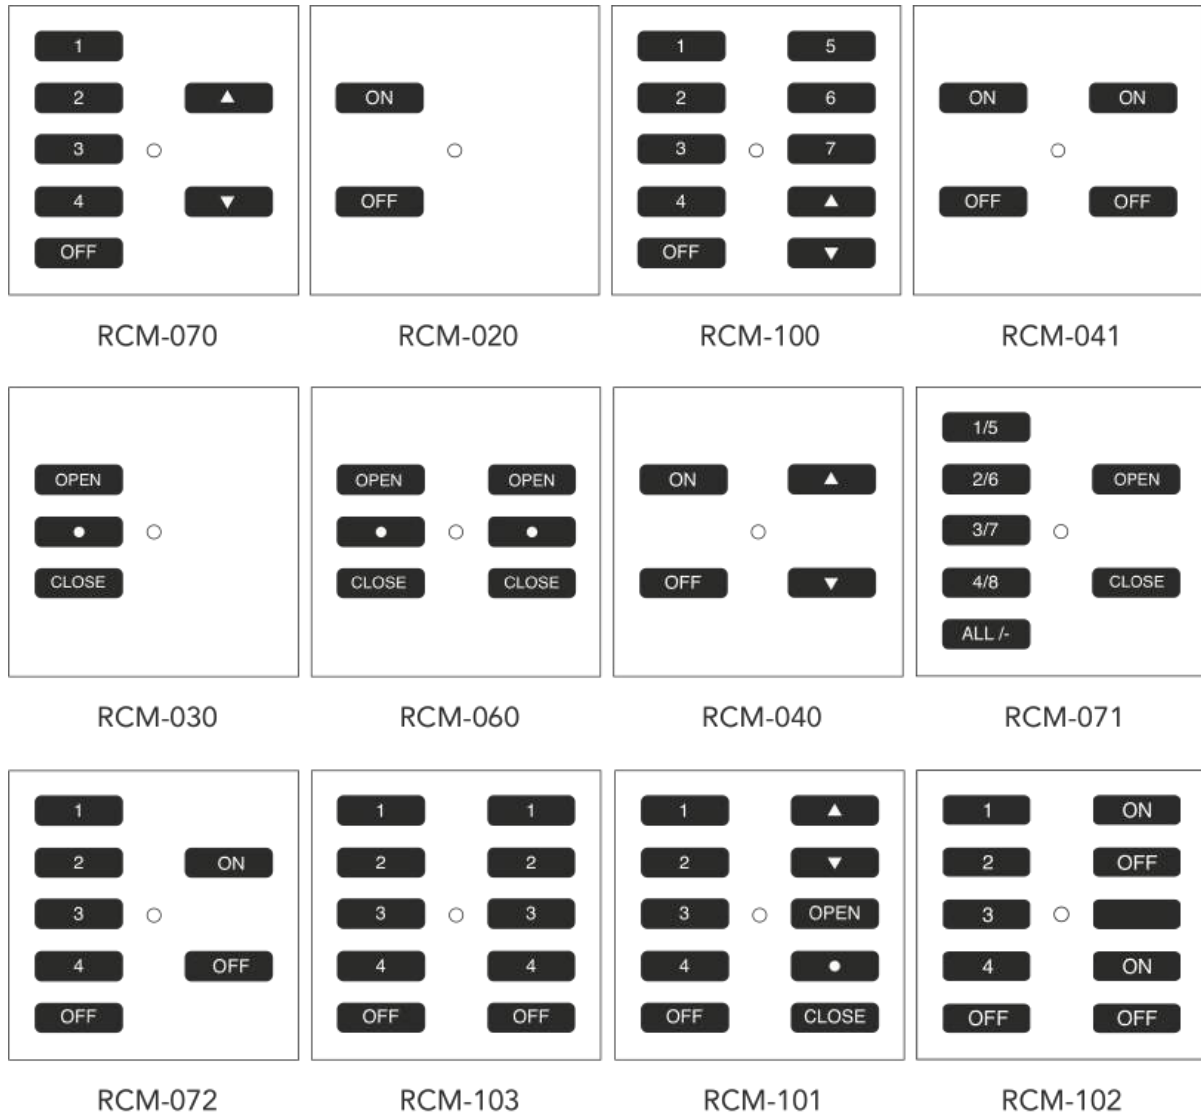 1
2 ▲
3
4 ▼
OFF
RCM-070
ON
OFF
RCM-020
1 5
2 6
3 7
4 ▲
OFF ▼
RCM-100
ON ON
OFF OFF
RCM-041
OPEN
●
CLOSE
RCM-030
OPEN OPEN
● ●
CLOSE CLOSE
RCM-060
ON ▲
OFF ▼
RCM-040
1/5
2/6 OPEN
3/7
4/8 CLOSE
ALL /-
RCM-071
1
2 ON
3
4 OFF
OFF
RCM-072
1 1
2 2
3 3
4 4
OFF OFF
RCM-103
1 ▲
2 ▼
3 OPEN
4 ●
OFF CLOSE
RCM-101
1 ON
2 OFF
3
4 ON
OFF OFF
RCM-102